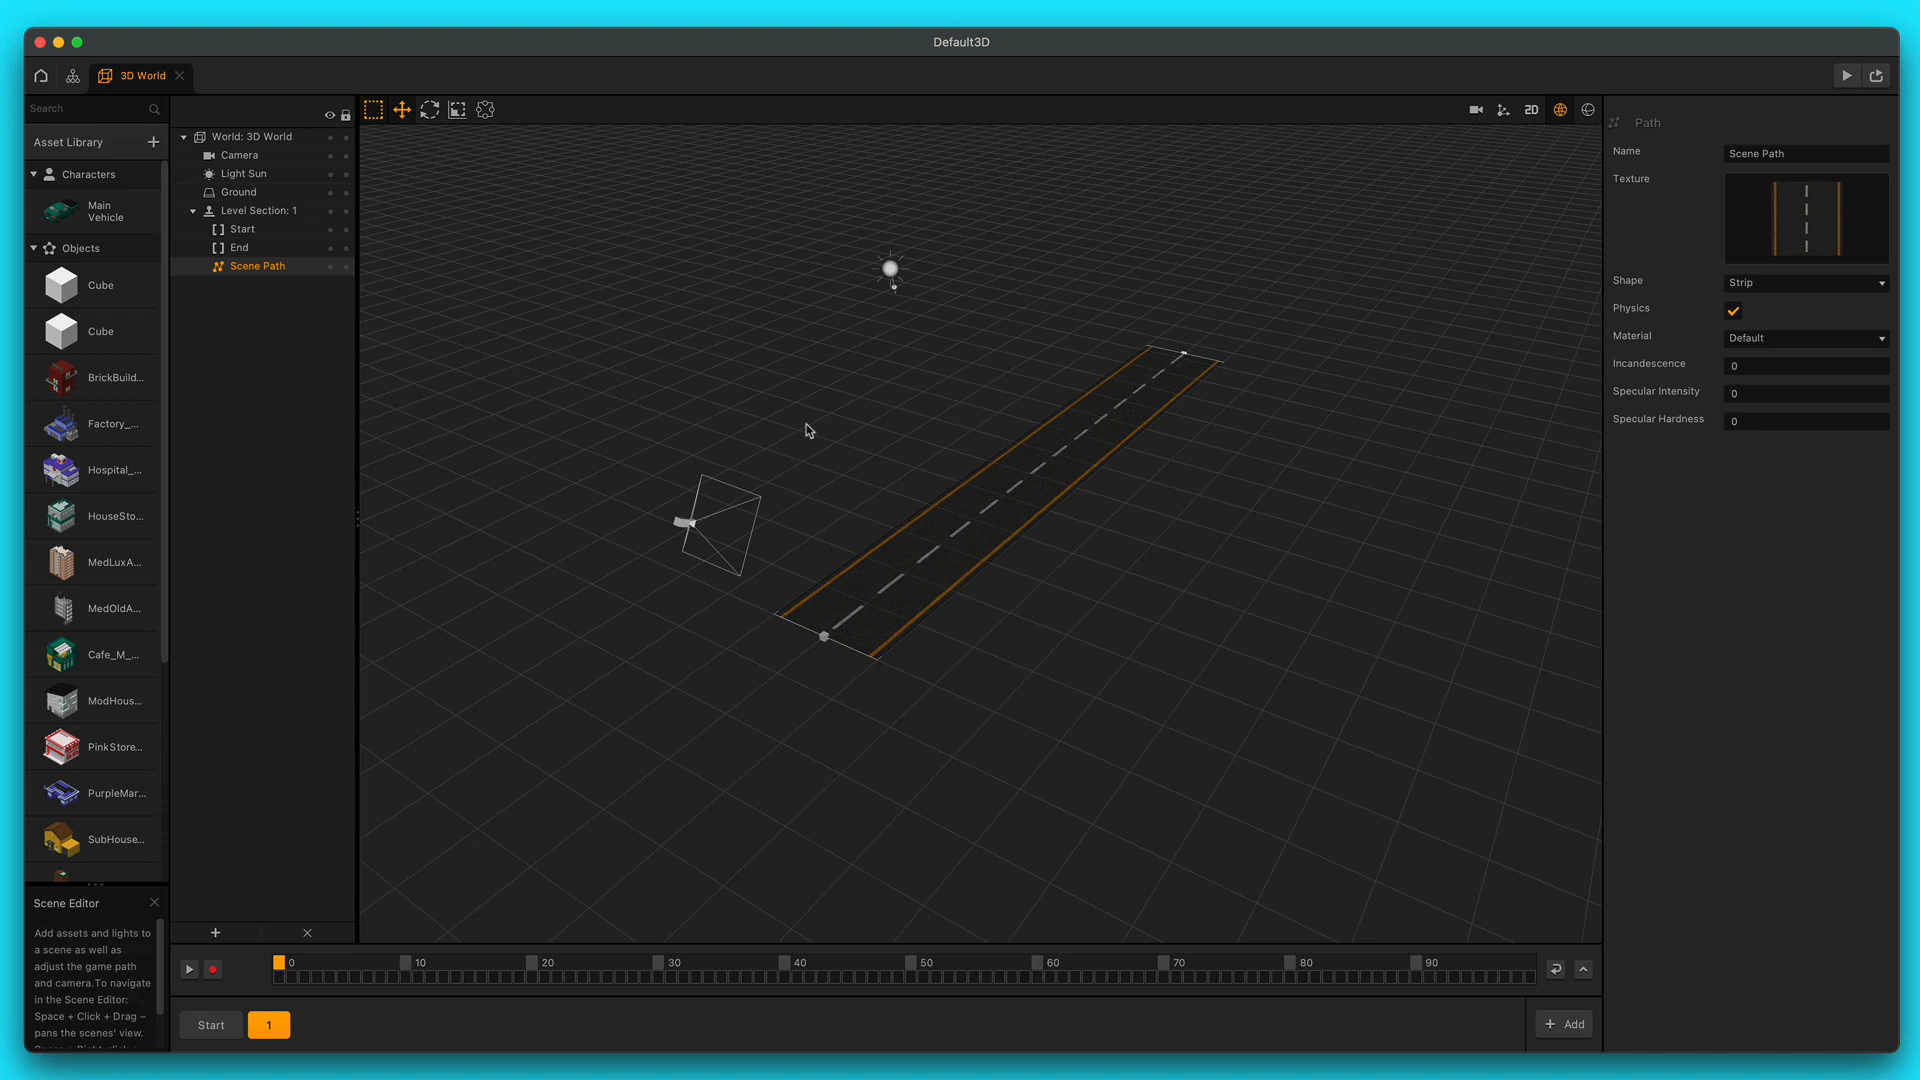 Default3D
3D World
Search
Asset Library
Characters
Main
Vehicle
Objects
Cube
Cube
BrickBuild...
Factory_...
Hospital_...
HouseSto...
MedLuxA...
MedOldA...
Cafe_M_...
ModHous...
PinkStore...
PurpleMar...
SubHouse...
Scene Editor
Add assets and lights to
a scene as well as
adjust the game path
and camera.To navigate
in the Scene Editor:
Space + Click + Drag –
pans the scenes' view.
World: 3D World
Camera
Light Sun
Ground
Level Section: 1
Start
End
Scene Path
2D
0 10 20 30 40 50 60 70 80 90
Start
1
Add
Path
Name
Scene Path
Texture
Shape
Strip
Physics
Material
Default
Incandescence
0
Specular Intensity
0
Specular Hardness
0